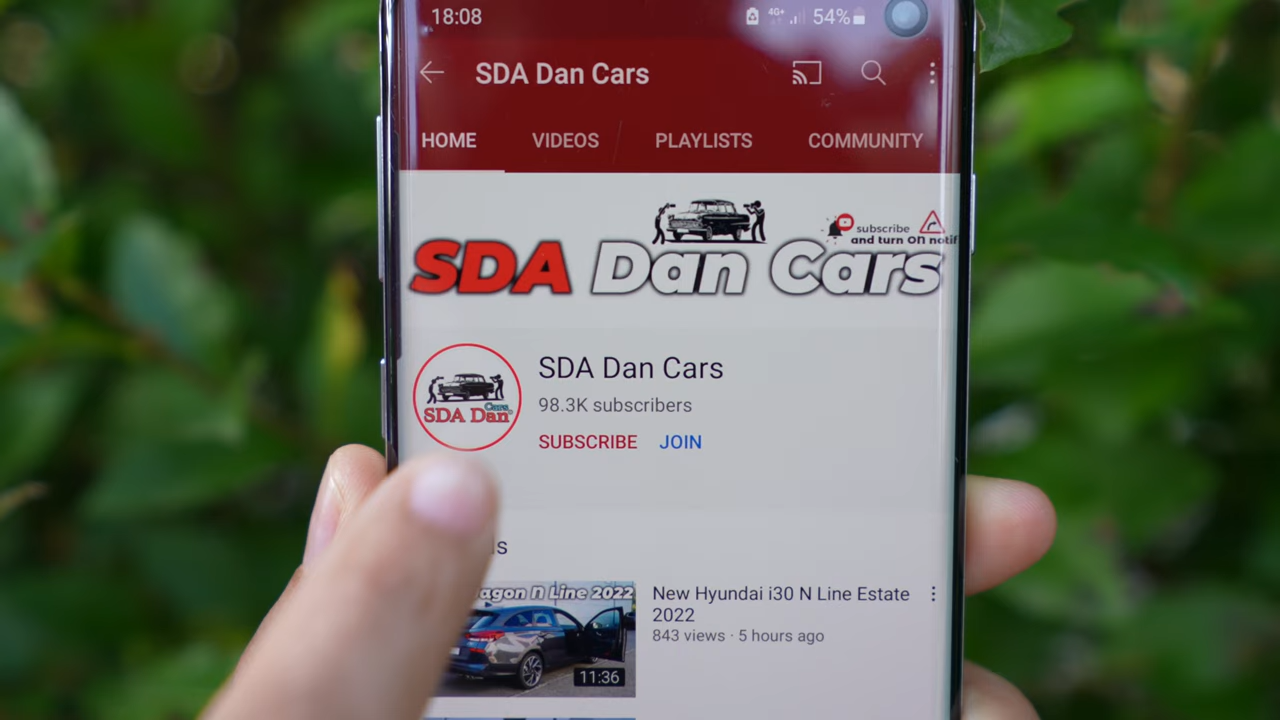 18:08
4G+ 54%
SDA Dan Cars
HOME VIDEOS PLAYLISTS COMMUNITY
subscribe
and turn on notif
SDA Dan Cars
Cars
SDA Dan
SDA Dan Cars
98.3K subscribers
SUBSCRIBE JOIN
agon N Line 2022
11:36
New Hyundai i30 N Line Estate
2022
843 views · 5 hours ago